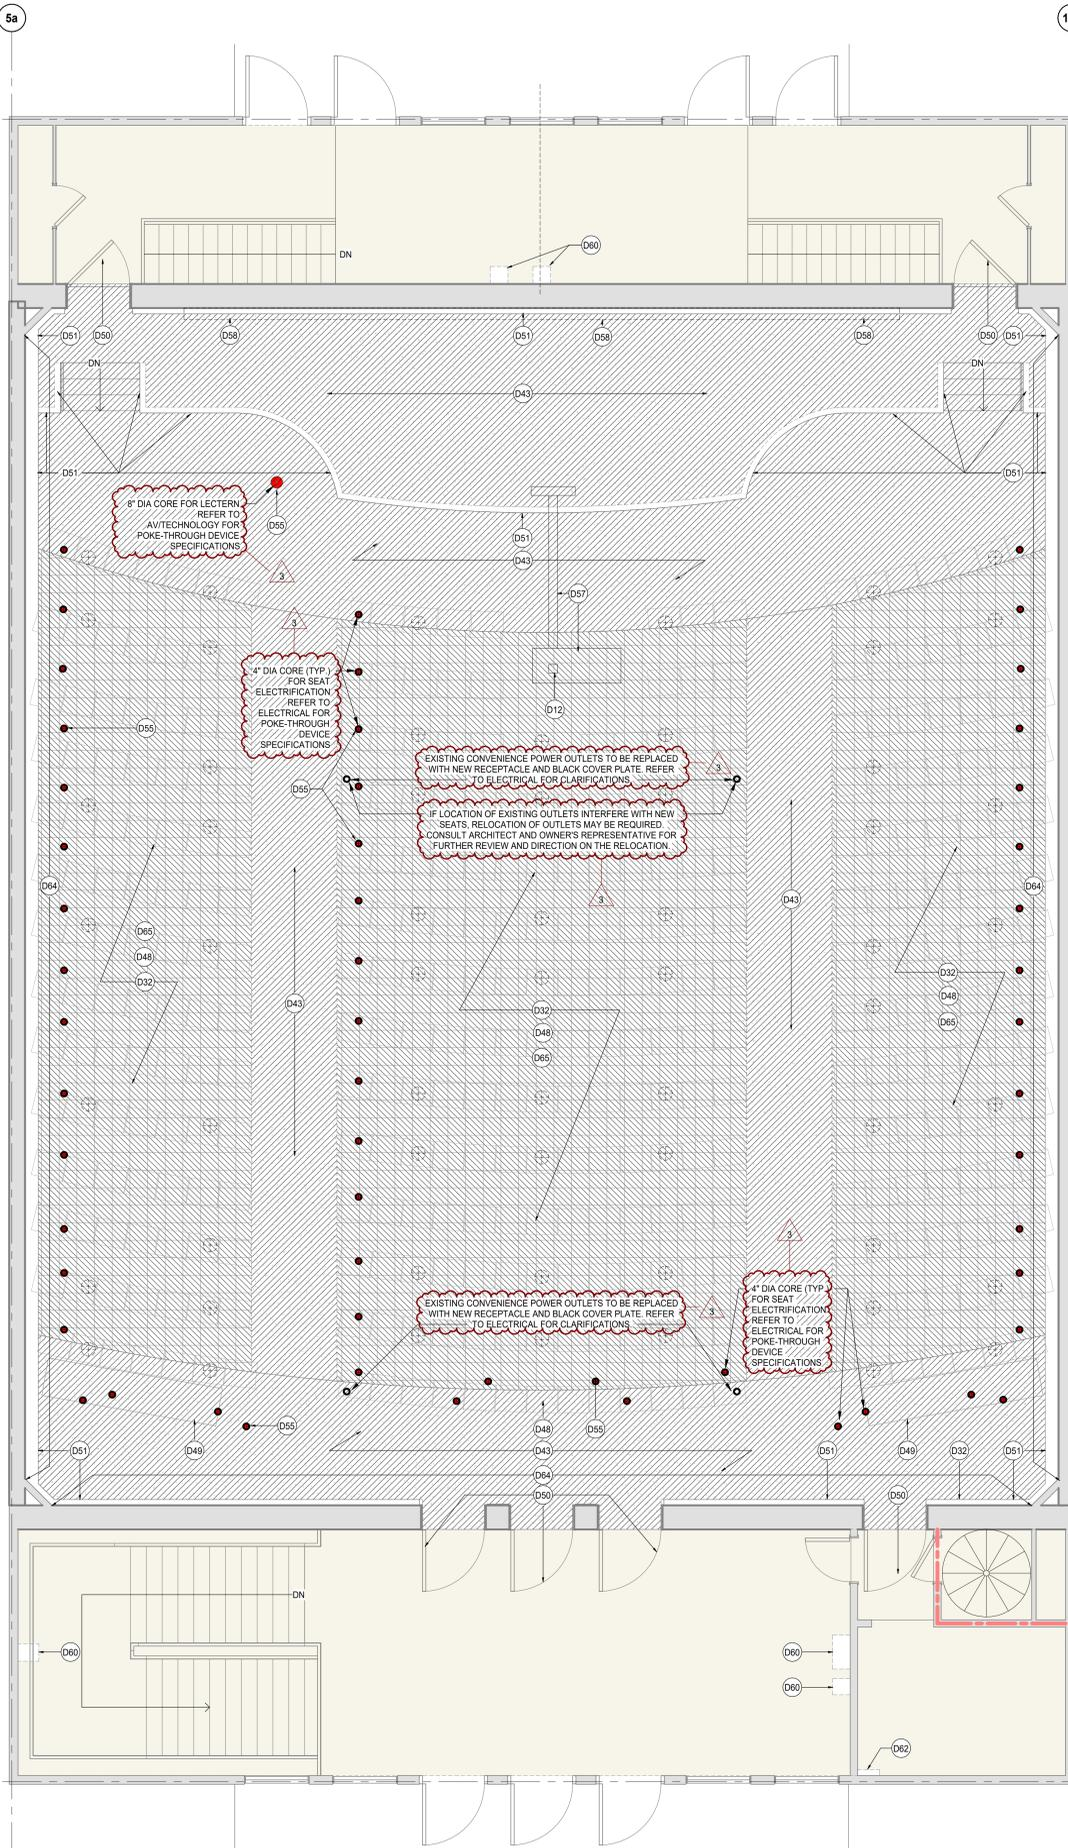 5a
1
DN
D60
D51
D50
D58
D51
D58
D58
D50
D51
DN
DN
D43
D51
D51
8" DIA CORE FOR LECTERN
REFER TO
AV/TECHNOLOGY FOR
POKE-THROUGH DEVICE
SPECIFICATIONS
D55
D51
D43
3
D57
3
4" DIA CORE (TYP.)
FOR SEAT
ELECTRIFICATION
REFER TO
ELECTRICAL FOR
POKE-THROUGH
DEVICE
SPECIFICATIONS
D12
D55
EXISTING CONVENIENCE POWER OUTLETS TO BE REPLACED
WITH NEW RECEPTACLE AND BLACK COVER PLATE. REFER
TO ELECTRICAL FOR CLARIFICATIONS.
3
D55
IF LOCATION OF EXISTING OUTLETS INTERFERE WITH NEW
SEATS, RELOCATION OF OUTLETS MAY BE REQUIRED.
CONSULT ARCHITECT AND OWNER'S REPRESENTATIVE FOR
FURTHER REVIEW AND DIRECTION ON THE RELOCATION.
3
D64
D64
D43
D65
D48
D32
D43
D32
D48
D65
D32
D48
D65
3
4" DIA CORE (TYP.)
FOR SEAT
ELECTRIFICATION
REFER TO
ELECTRICAL FOR
POKE-THROUGH
DEVICE
SPECIFICATIONS
EXISTING CONVENIENCE POWER OUTLETS TO BE REPLACED
WITH NEW RECEPTACLE AND BLACK COVER PLATE. REFER
TO ELECTRICAL FOR CLARIFICATIONS.
3
D55
D48
D55
D51
D49
D43
D51
D49
D32
D51
D64
D50
D50
DN
D60
D60
D60
D62